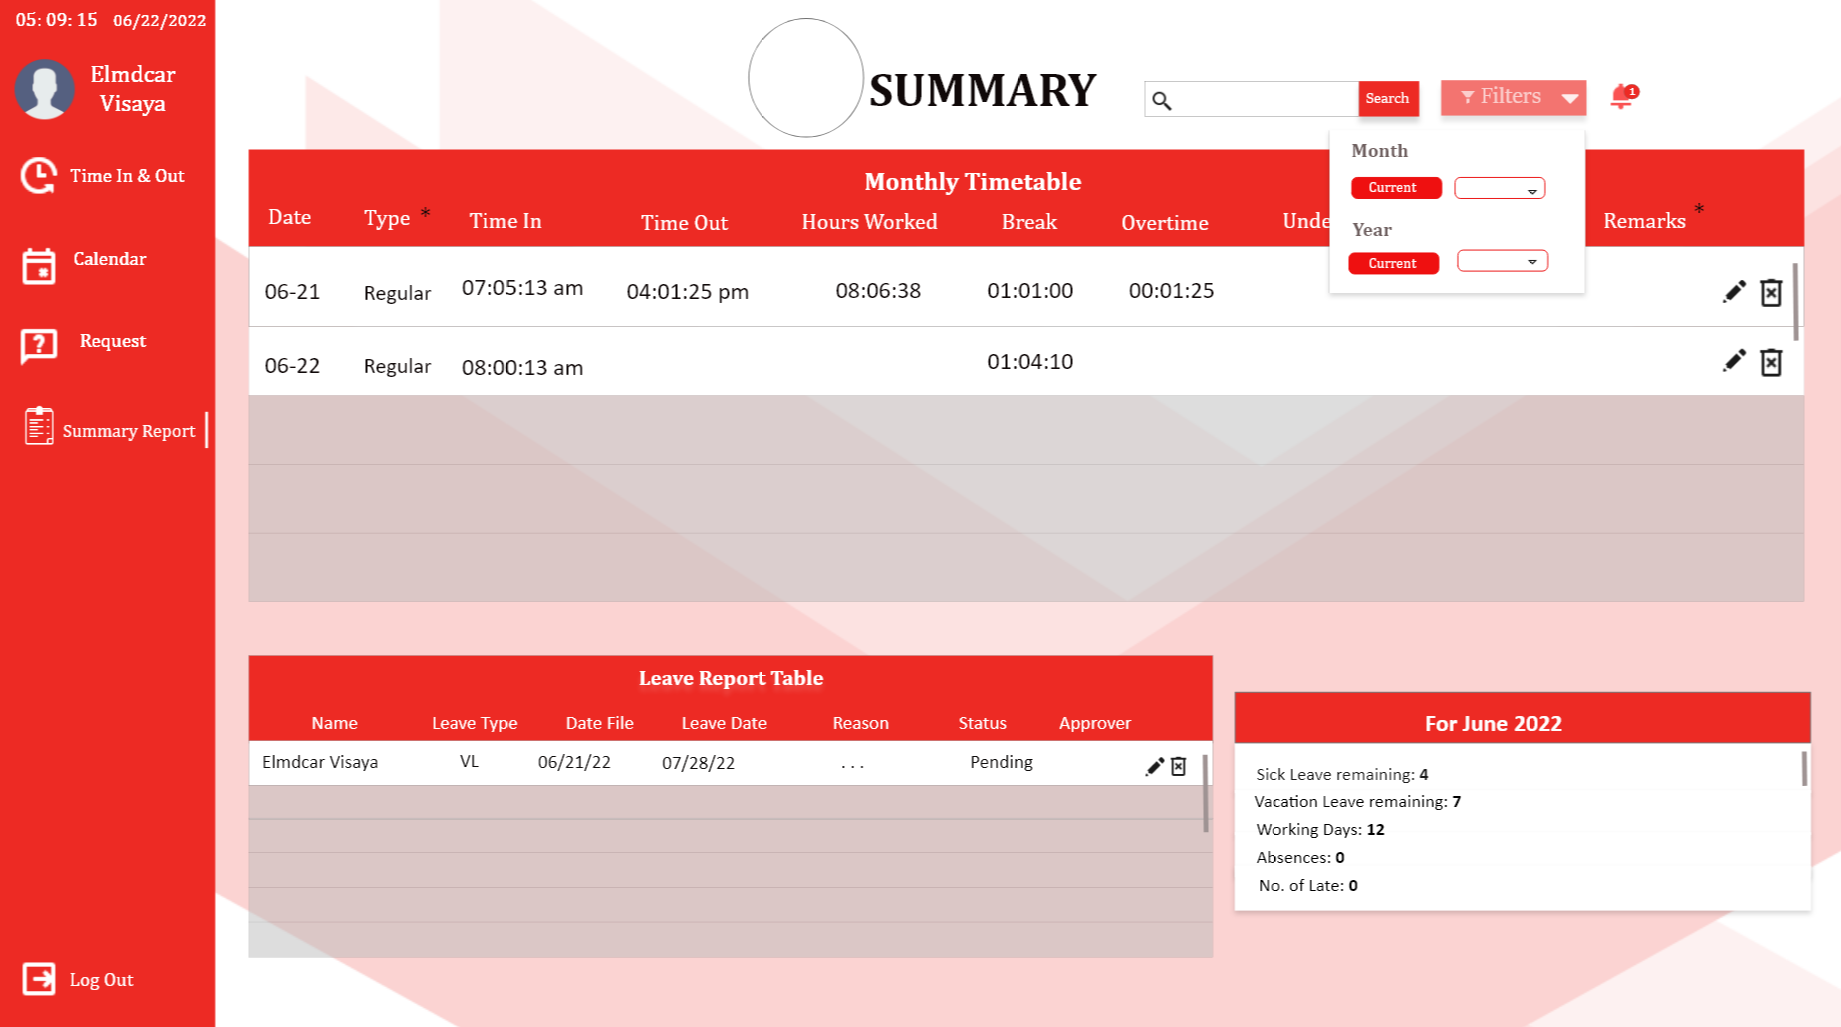 05: 09: 15 06/22/2022
Elmdcar
Visaya
Time In & Out
Calendar
Request
Summary Report
Log Out
SUMMARY
Search
Filters
1
Month
Current
Year
Current
Monthly Timetable
Date Type * Time In Time Out Hours Worked Break Overtime Unde Remarks *
06-21 Regular 07:05:13 am 04:01:25 pm 08:06:38 01:01:00 00:01:25
06-22 Regular 08:00:13 am 01:04:10
Leave Report Table
Name Leave Type Date File Leave Date Reason Status Approver
Elmdcar Visaya VL 06/21/22 07/28/22 . . . Pending
For June 2022
Sick Leave remaining: 4
Vacation Leave remaining: 7
Working Days: 12
Absences: 0
No. of Late: 0